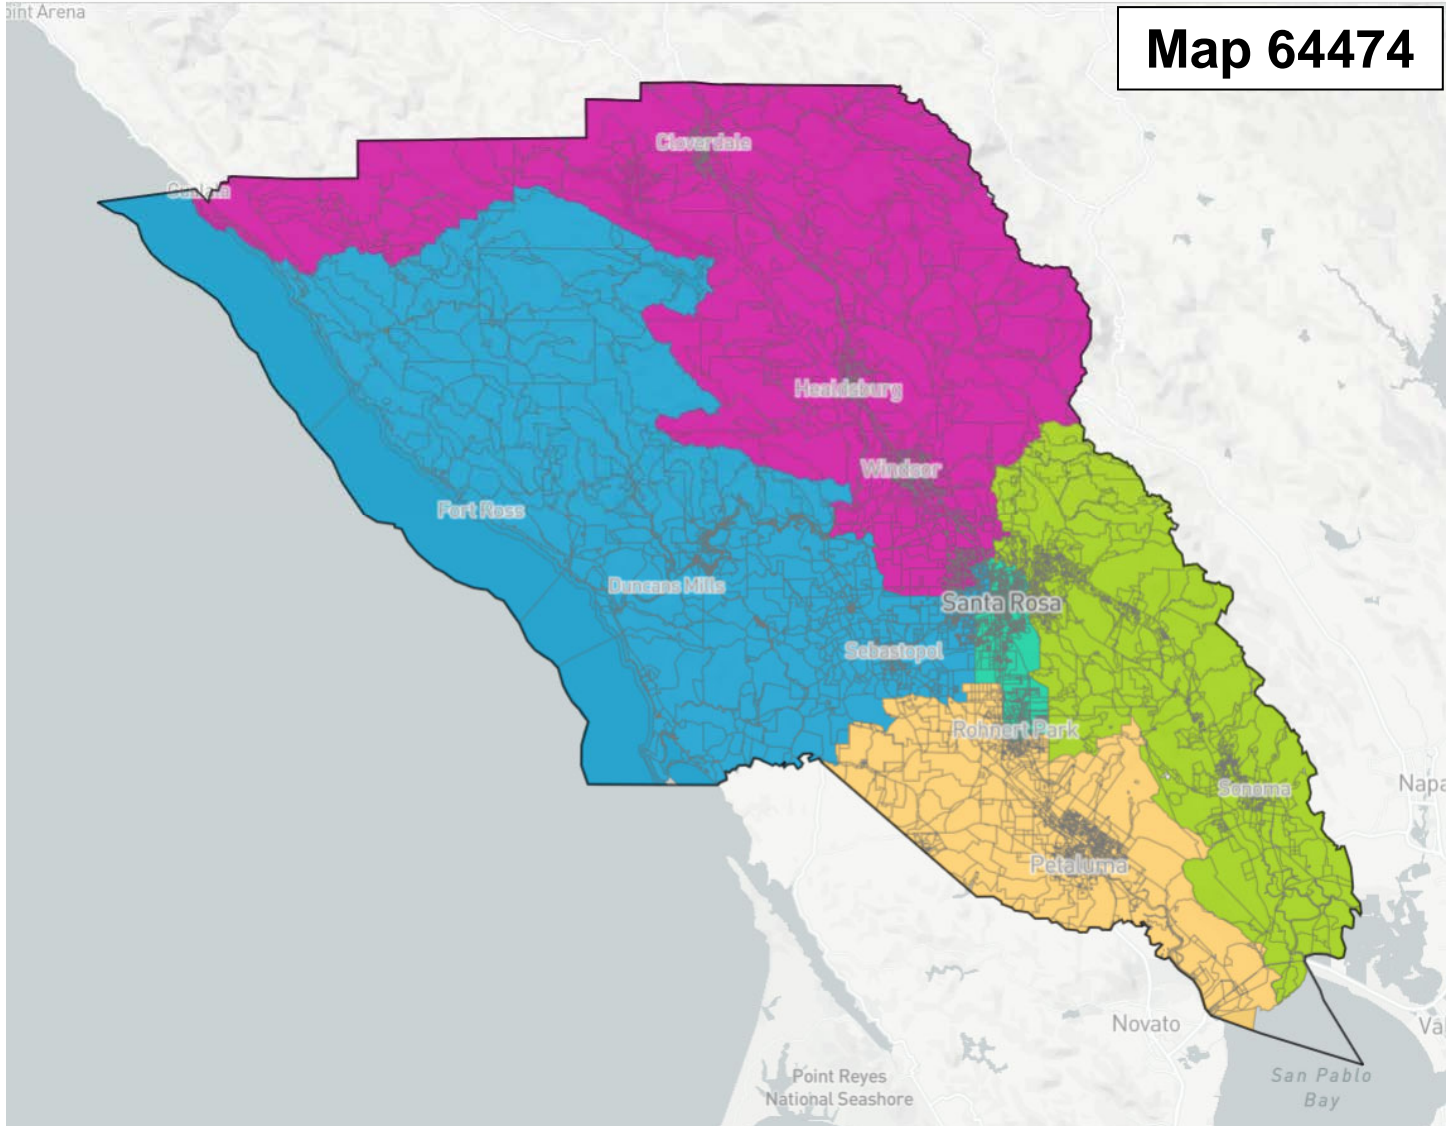 oint Arena
Map 64474
Cloverdale
Gualala
Healdsburg
Windsor
Fort Ross
Duncans Mills
Santa Rosa
Sebastopol
Rohnert Park
Sonoma
Napa
Petaluma
Novato
Va
Point Reyes
National Seashore
San Pablo
Bay